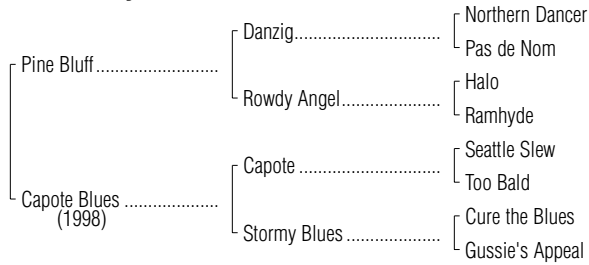 Northern Dancer
Danzig
Pas de Nom
Pine Bluff
Halo
Rowdy Angel
Ramhyde
Seattle Slew
Capote
Too Bald
Capote Blues
(1998)
Cure the Blues
Stormy Blues
Gussie's Appeal